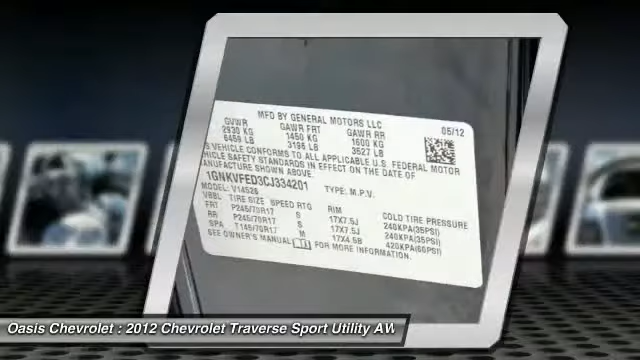 MFD BY GENERAL MOTORS LLC
05/12
GVWR GAWR FRT GAWR RR
2930 KG 1450 KG 1600 KG
6459 LB 3196 LB 3527 LB
S VEHICLE CONFORMS TO ALL APPLICABLE U.S. FEDERAL MOTOR
HICLE SAFETY STANDARDS IN EFFECT ON THE DATE OF
ANUFACTURE SHOWN ABOVE.
1GNKVFED3CJ334201 TYPE: M.P.V.
MODEL: V14526
TIRE SIZE SPEED RTG RIM COLD TIRE PRESSURE
FRT P245/70R17 S 17X7.5J 240KPA(35PSI)
RR P245/70R17 S 17X7.5J 240KPA(35PSI)
SPA T145/70R17 M 17X4.5B 420KPA(60PSI)
SEE OWNER'S MANUAL FOR MORE INFORMATION.
Oasis Chevrolet : 2012 Chevrolet Traverse Sport Utility AW